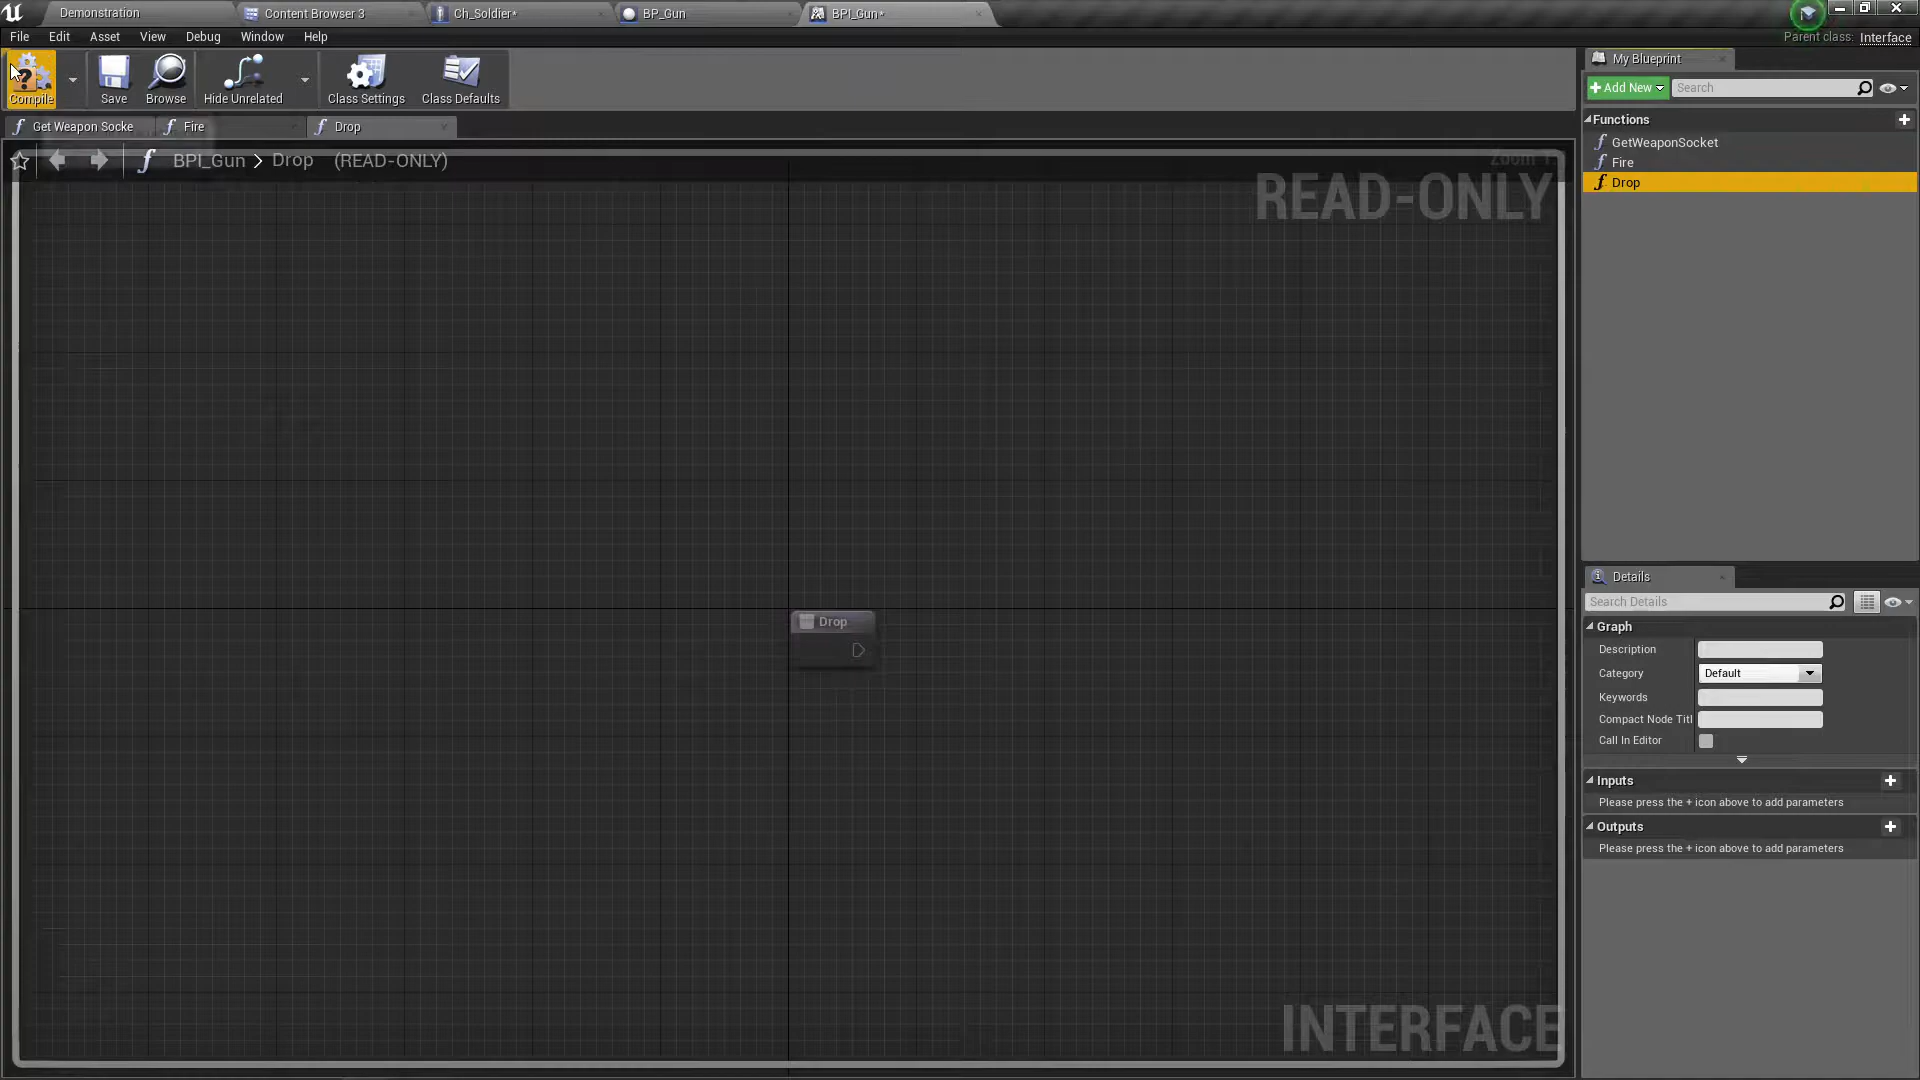 Demonstration
Content Browser 3
Ch_Soldier*
BP_Gun
BPI_Gun*
Parent class: Interface
File Edit Asset View Debug Window Help
Compile
Save
Browse
Hide Unrelated
Class Settings
Class Defaults
Get Weapon Socke
Fire
Drop
BPI_Gun > Drop (READ-ONLY)
READ-ONLY
Drop
INTERFACE
My Blueprint
+ Add New
Search
Functions
GetWeaponSocket
Fire
Drop
Details
Search Details
Graph
Description
Category Default
Keywords
Compact Node Titl
Call In Editor
Inputs
Please press the + icon above to add parameters
Outputs
Please press the + icon above to add parameters